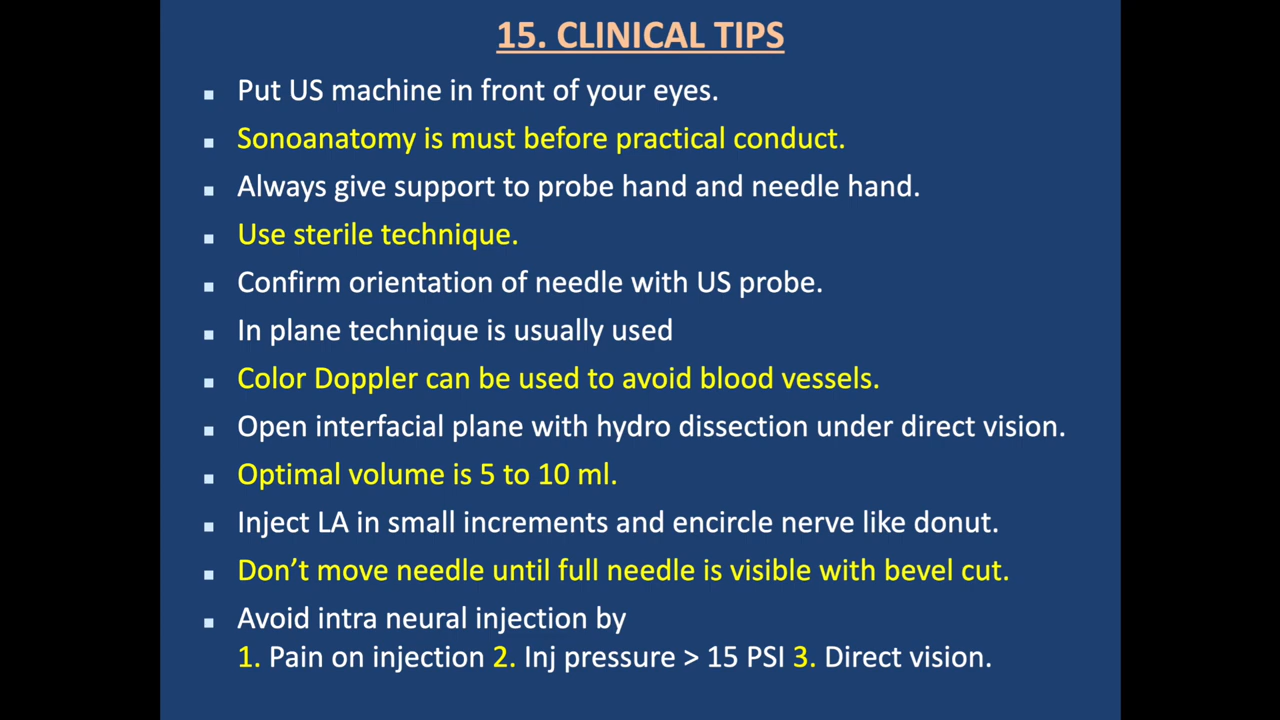 15. CLINICAL TIPS
Put US machine in front of your eyes.
Sonoanatomy is must before practical conduct.
Always give support to probe hand and needle hand.
Use sterile technique.
Confirm orientation of needle with US probe.
In plane technique is usually used
Color Doppler can be used to avoid blood vessels.
Open interfacial plane with hydro dissection under direct vision.
Optimal volume is 5 to 10 ml.
Inject LA in small increments and encircle nerve like donut.
Don’t move needle until full needle is visible with bevel cut.
Avoid intra neural injection by
1. Pain on injection 2. Inj pressure > 15 PSI 3. Direct vision.